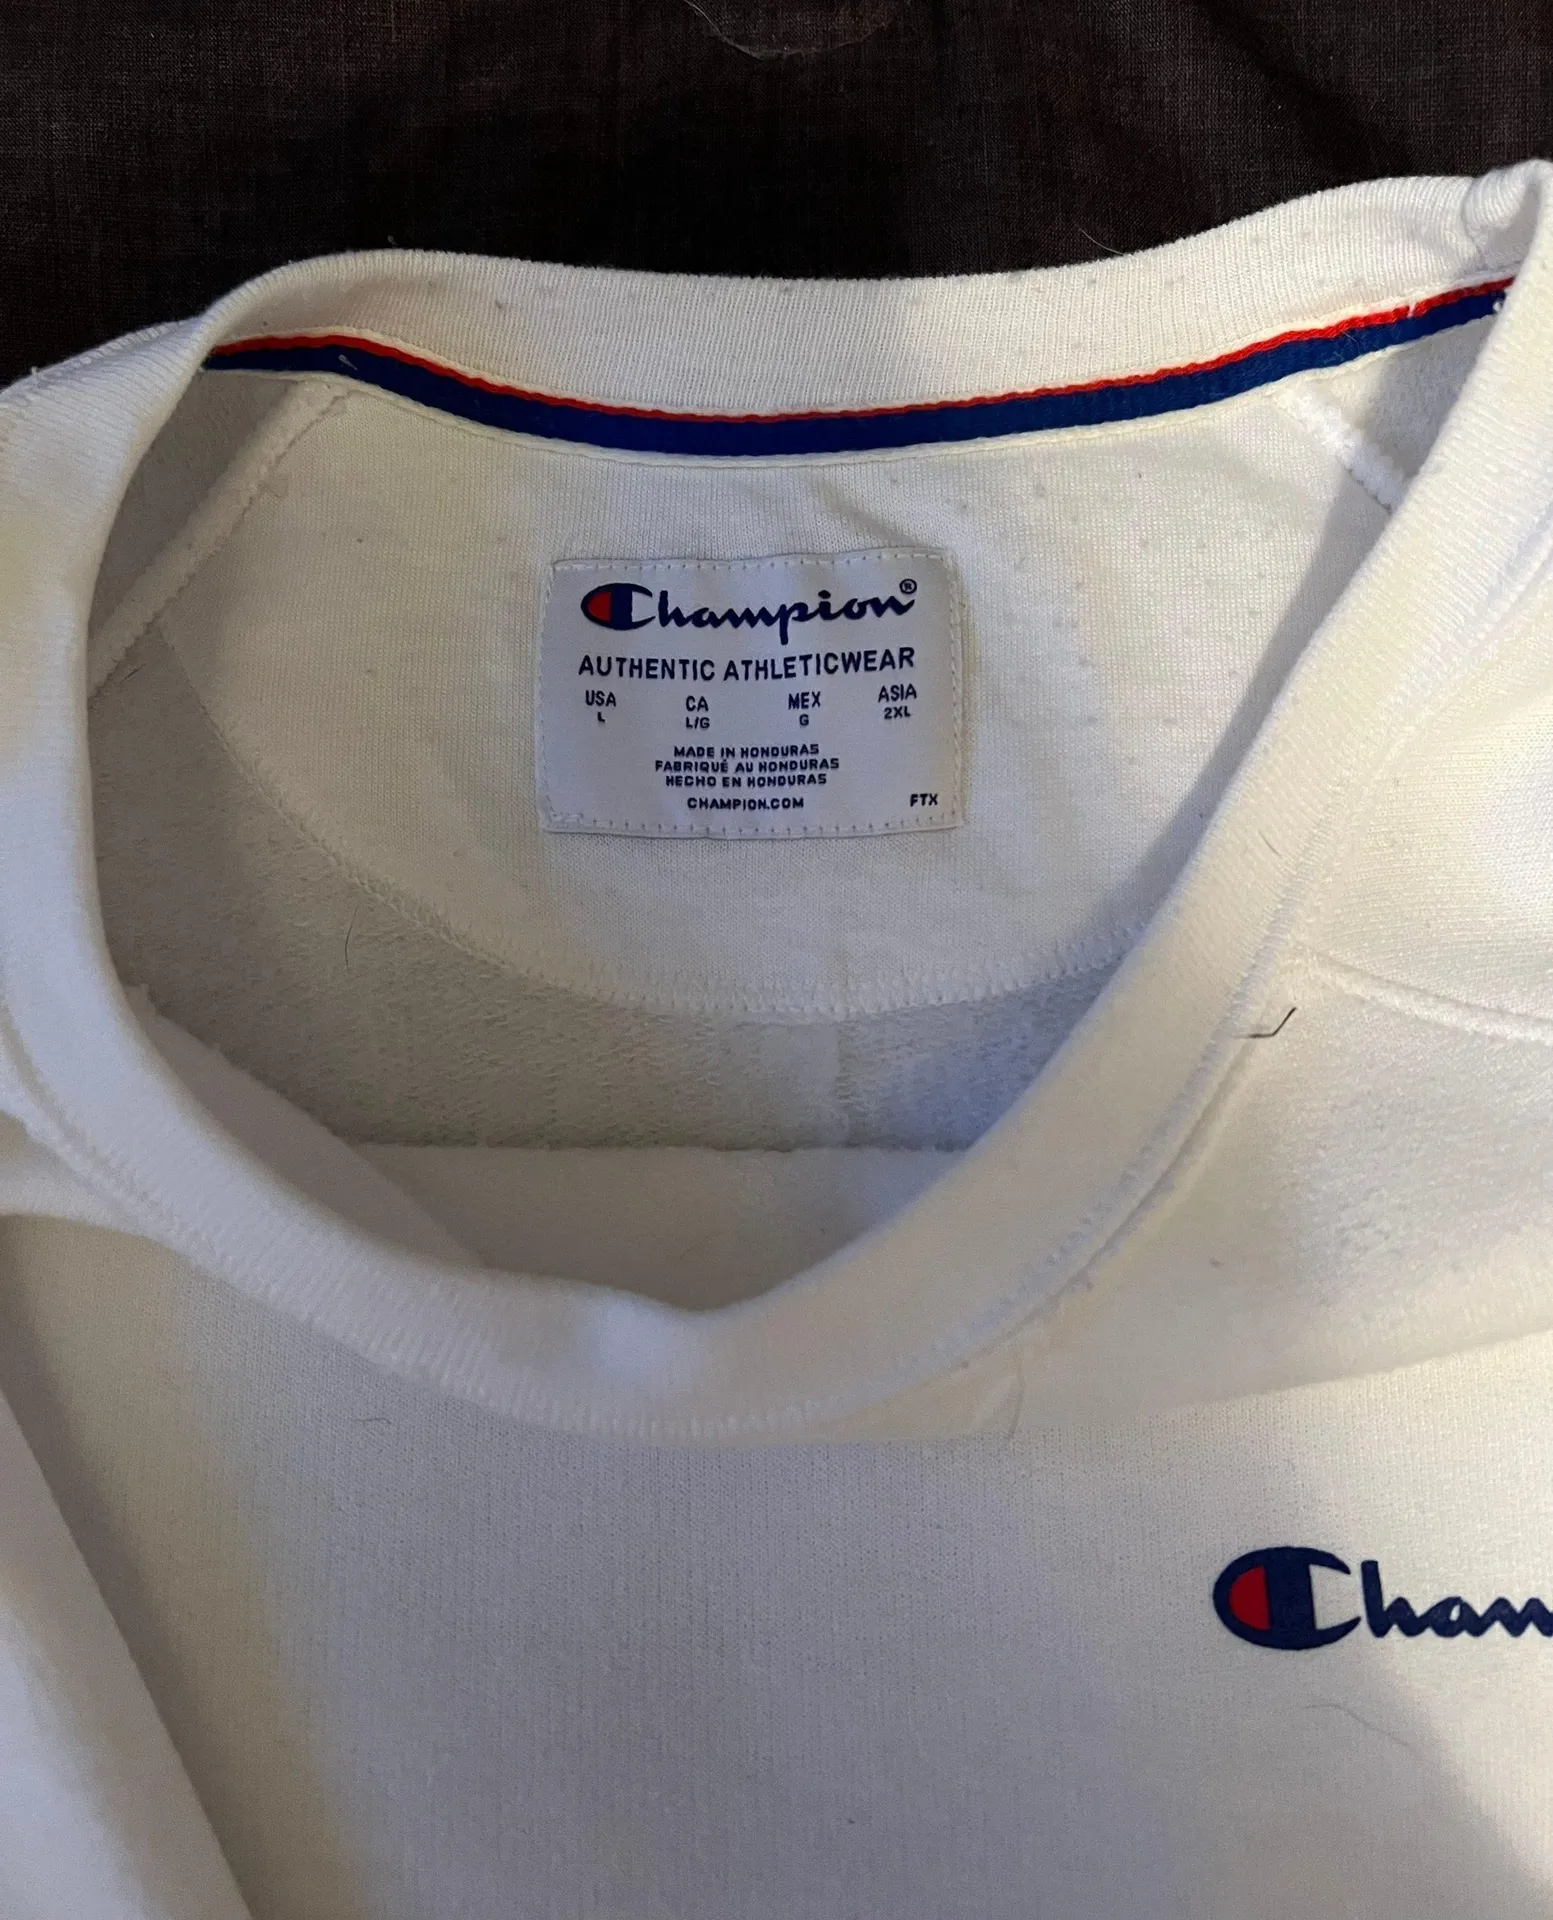 Champion®
AUTHENTIC ATHLETICWEAR
USA CA MEX ASIA
L L/G G 2XL
MADE IN HONDURAS
FABRIQUÉ AU HONDURAS
HECHO EN HONDURAS
CHAMPION.COM FTX
Cham